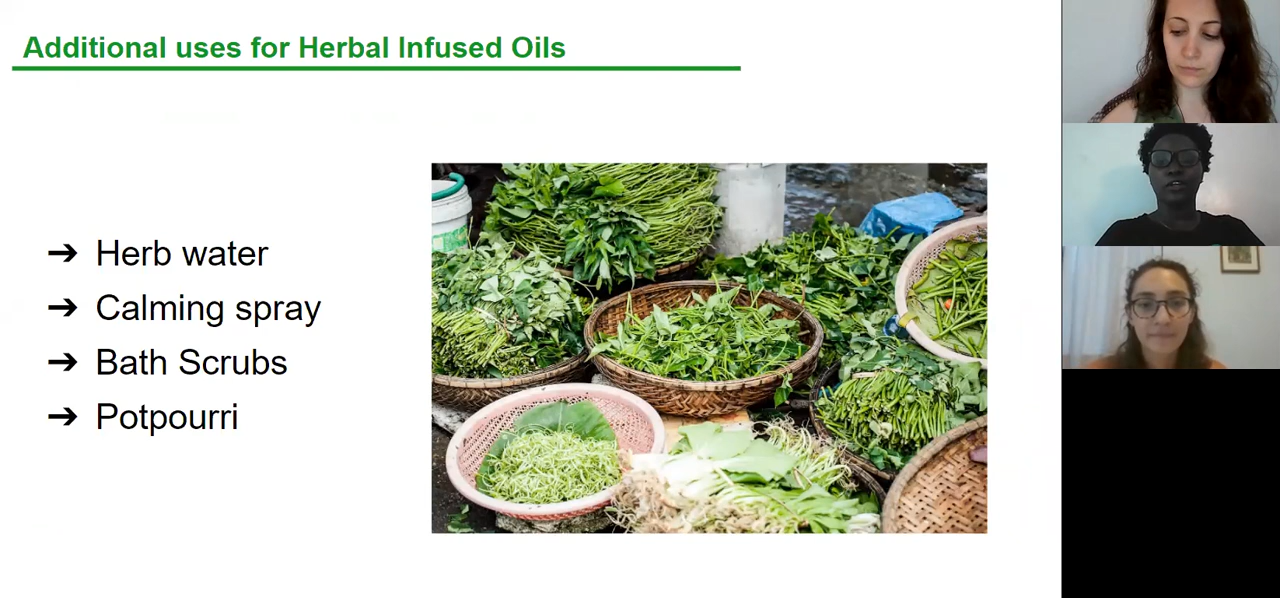 Additional uses for Herbal Infused Oils
➔ Herb water
➔ Calming spray
➔ Bath Scrubs
➔ Potpourri